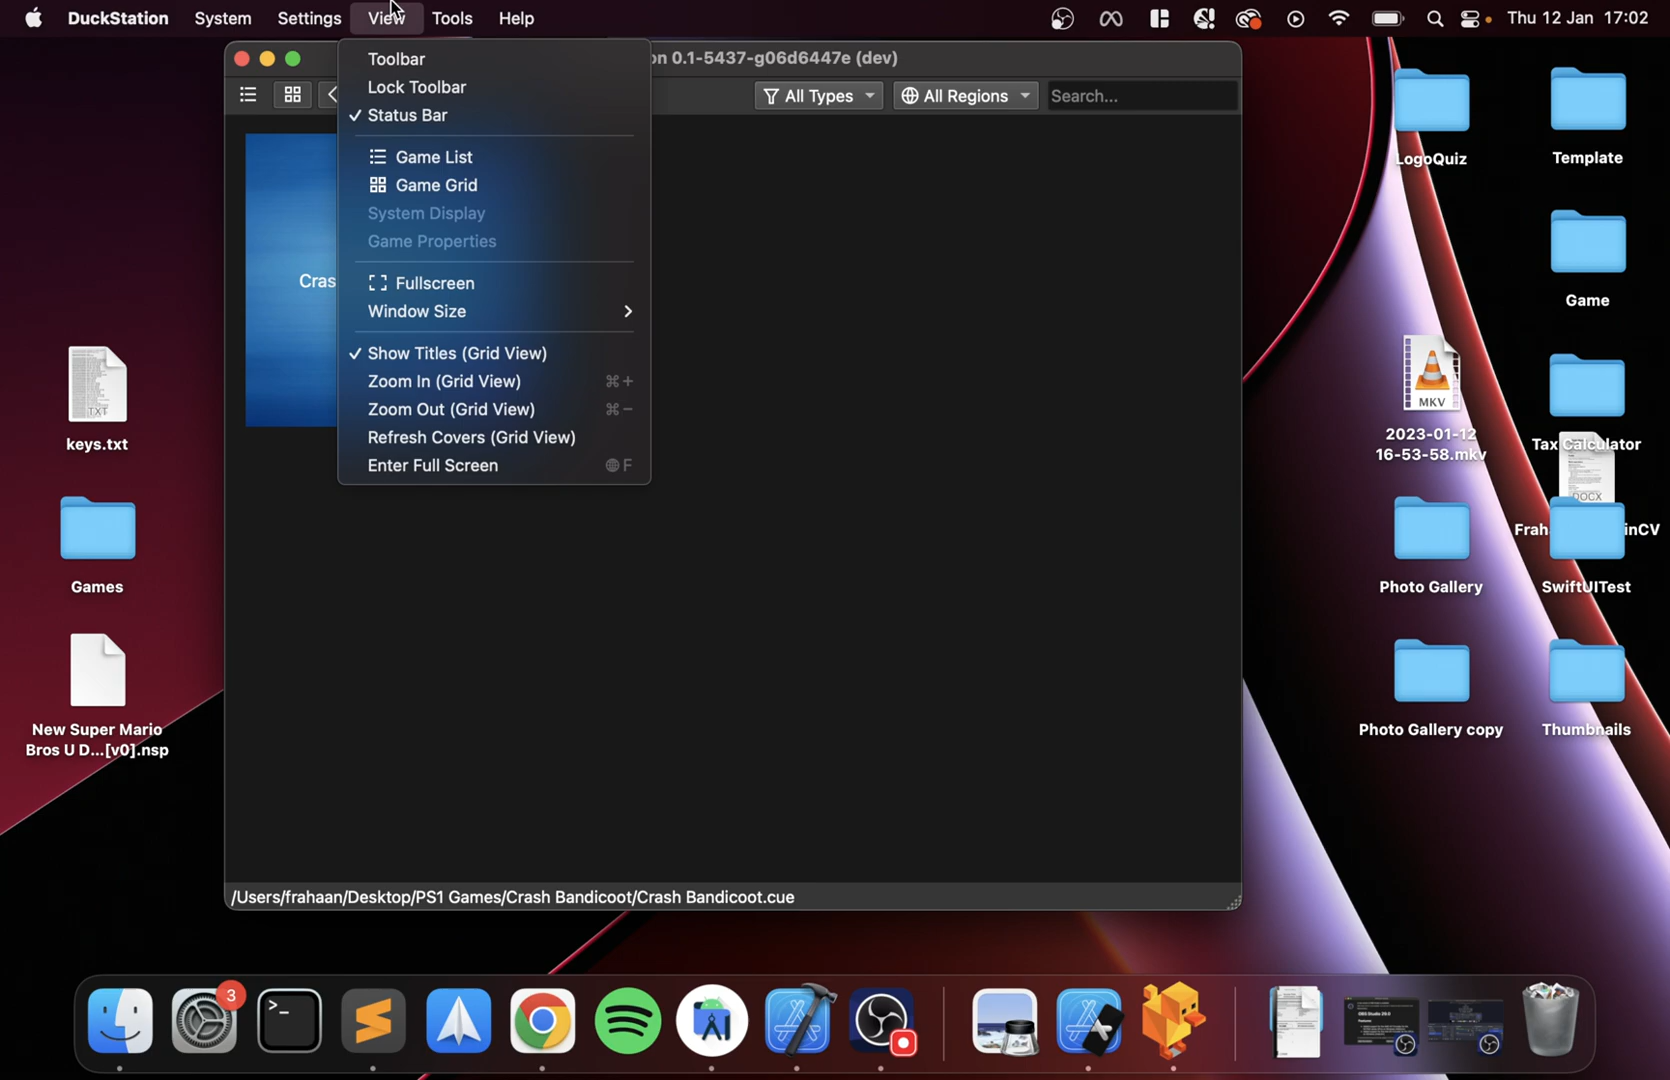 DuckStation System Settings View Tools Help Thu 12 Jan 17:02
on 0.1-5437-g06d6447e (dev)
All Types All Regions Search...
Toolbar
Lock Toolbar
✓ Status Bar
Game List
Game Grid
System Display
Game Properties
Fullscreen
Window Size
✓ Show Titles (Grid View)
Zoom In (Grid View) ⌘+
Zoom Out (Grid View) ⌘−
Refresh Covers (Grid View)
Enter Full Screen F
Cras
/Users/frahaan/Desktop/PS1 Games/Crash Bandicoot/Crash Bandicoot.cue
TXT
keys.txt
Games
New Super Mario
Bros U D...[v0].nsp
LogoQuiz
Template
Game
MKV
2023-01-12
16-53-58.mkv
Tax Calculator
DOCX
Frah
inCV
Photo Gallery
SwiftUITest
Photo Gallery copy
Thumbnails
3